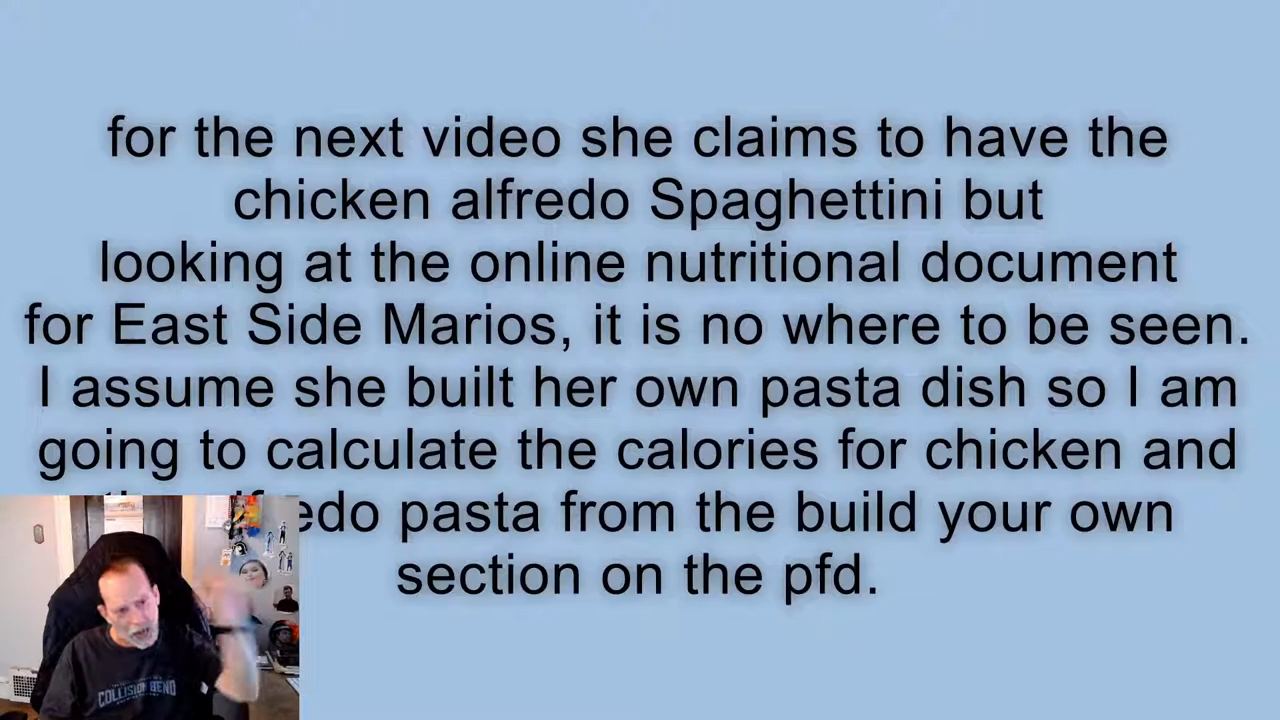 for the next video she claims to have the
chicken alfredo Spaghettini but
looking at the online nutritional document
for East Side Marios, it is no where to be seen.
I assume she built her own pasta dish so I am
going to calculate the calories for chicken and
pasta from the build your own
section on the pfd.
COLLISION BEND